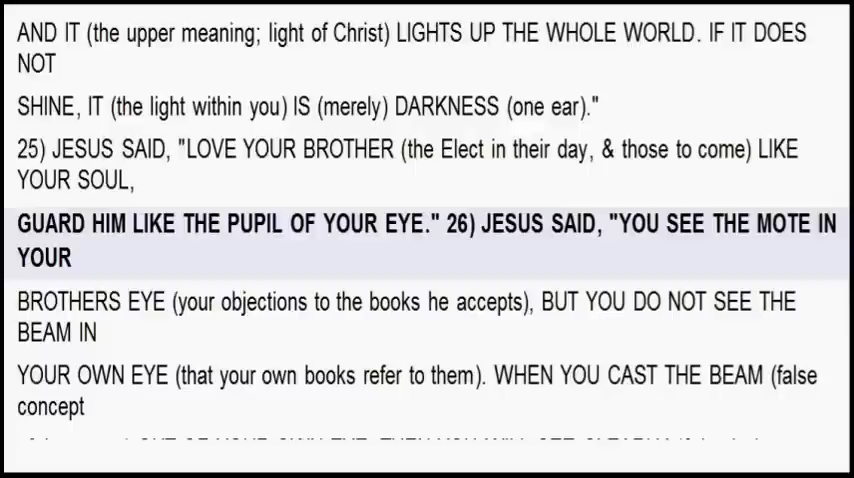 AND IT (the upper meaning; light of Christ) LIGHTS UP THE WHOLE WORLD. IF IT DOES
NOT
SHINE, IT (the light within you) IS (merely) DARKNESS (one ear)."
25) JESUS SAID, "LOVE YOUR BROTHER (the Elect in their day, & those to come) LIKE
YOUR SOUL,
GUARD HIM LIKE THE PUPIL OF YOUR EYE." 26) JESUS SAID, "YOU SEE THE MOTE IN
YOUR
BROTHERS EYE (your objections to the books he accepts), BUT YOU DO NOT SEE THE
BEAM IN
YOUR OWN EYE (that your own books refer to them). WHEN YOU CAST THE BEAM (false
concept